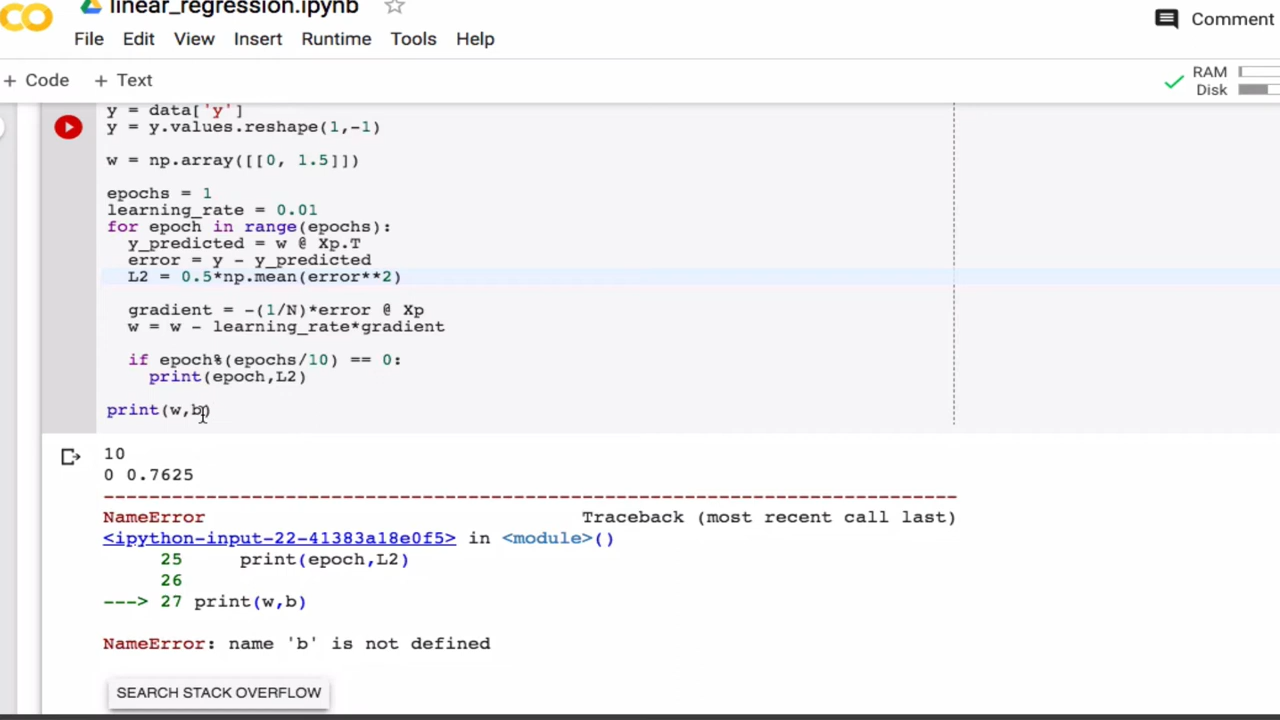 linear_regression.ipynb
Comment
File Edit View Insert Runtime Tools Help
+ Code + Text
RAM
Disk
y = data['y']
y = y.values.reshape(1,-1)
w = np.array([[0, 1.5]])
epochs = 1
learning_rate = 0.01
for epoch in range(epochs):
  y_predicted = w @ Xp.T
  error = y - y_predicted
  L2 = 0.5*np.mean(error**2)
  gradient = -(1/N)*error @ Xp
  w = w - learning_rate*gradient
  if epoch%(epochs/10) == 0:
    print(epoch,L2)
print(w,b)
10
0 0.7625
---------------------------------------------------------------------------
NameError Traceback (most recent call last)
<ipython-input-22-41383a18e0f5> in <module>()
25     print(epoch,L2)
26
---> 27 print(w,b)
NameError: name 'b' is not defined
SEARCH STACK OVERFLOW